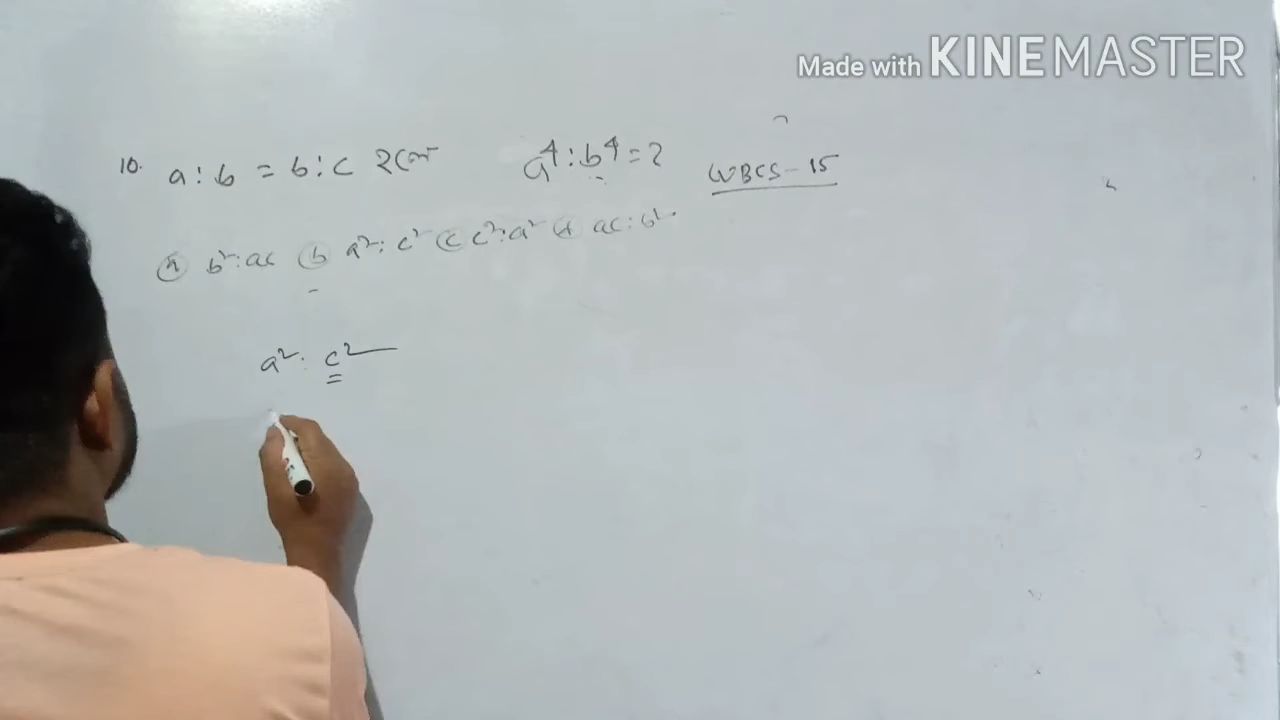 Made with KINEMASTER
10. a : b = b : c হলে a⁴ : b⁴ = ? WBCS - 15
ⓐ b² : ac ⓑ a² : c² ⓒ c² : a² ⓓ ac : b²
a² : c²